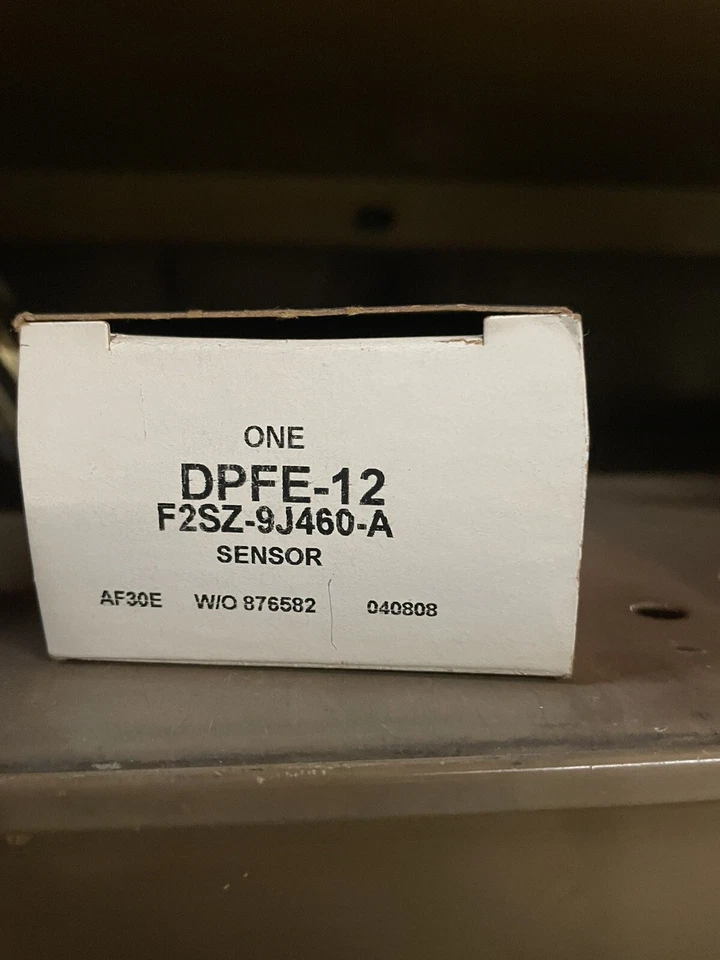 ONE
DPFE-12
F2SZ-9J460-A
SENSOR
AF30E W/O 876582 040808